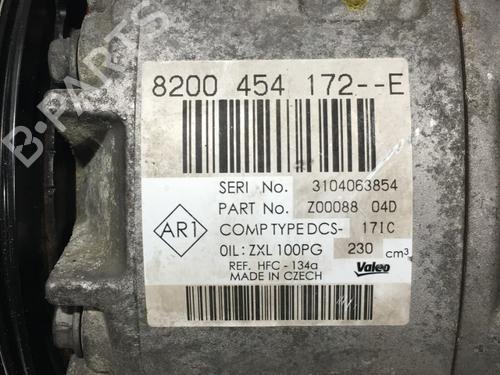 B-PARTS
8200 454 172--E
SERI No. 3104063854
PART No. Z00088 04D
AR1
COMP TYPE DCS- 171C
OIL: ZXL 100PG 230 cm³
REF. HFC - 134a
MADE IN CZECH
Valeo